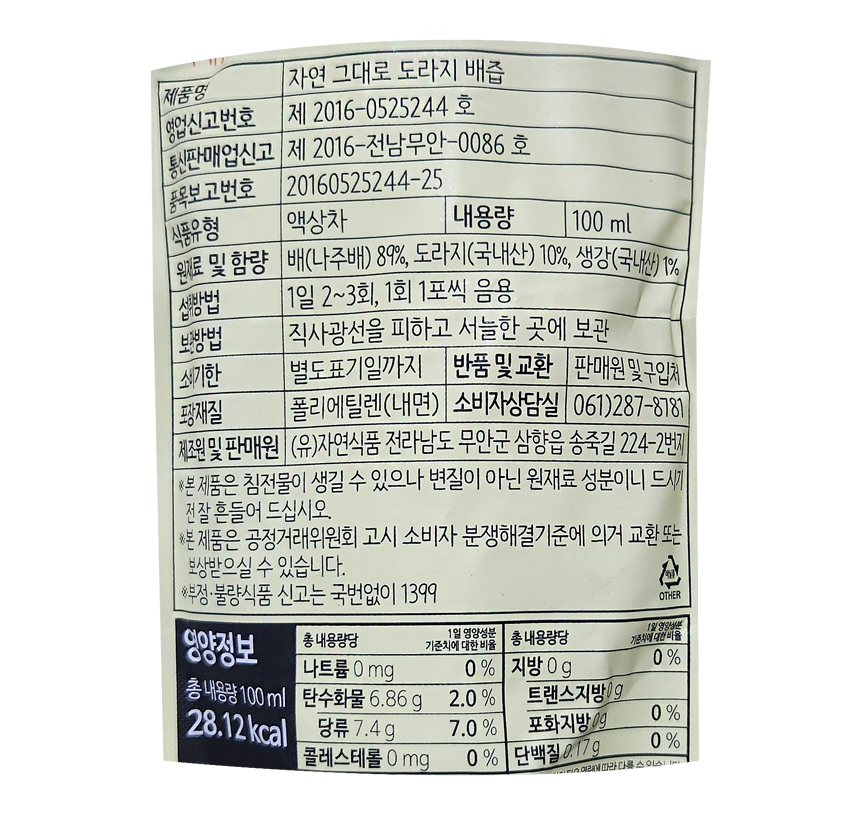 제품명 자연 그대로 도라지 배즙
영업신고번호 제 2016-0525244 호
통신판매업신고 제 2016-전남무안-0086 호
품목보고번호 20160525244-25
식품유형 액상차 내용량 100 ml
원재료 및 함량 배(나주배) 89%, 도라지(국내산) 10%, 생강(국내산) 1%
섭취방법 1일 2~3회, 1회 1포씩 음용
보관방법 직사광선을 피하고 서늘한 곳에 보관
소비기한 별도표기일까지 반품 및 교환 판매원 및 구입처
포장재질 폴리에틸렌(내면) 소비자상담실 061)287-8181
제조원 및 판매원 (유)자연식품 전라남도 무안군 삼향읍 송죽길 224-2번지
※본 제품은 침전물이 생길 수 있으나 변질이 아닌 원재료 성분이니 드시기
전 잘 흔들어 드십시오.
※본 제품은 공정거래위원회 고시 소비자 분쟁해결기준에 의거 교환 또는
보상받으실 수 있습니다.
※부정·불량식품 신고는 국번없이 1399
OTHER
영양정보
총 내용량 100 ml
28.12 kcal
총 내용량당 1일 영양성분 기준치에 대한 비율
나트륨 0 mg 0 %
탄수화물 6.86 g 2.0 %
당류 7.4 g 7.0 %
콜레스테롤 0 mg 0 %
총 내용량당 1일 영양성분 기준치에 대한 비율
지방 0 g 0 %
트랜스지방 0 g
포화지방 0 g 0 %
단백질 0.17 g 0 %